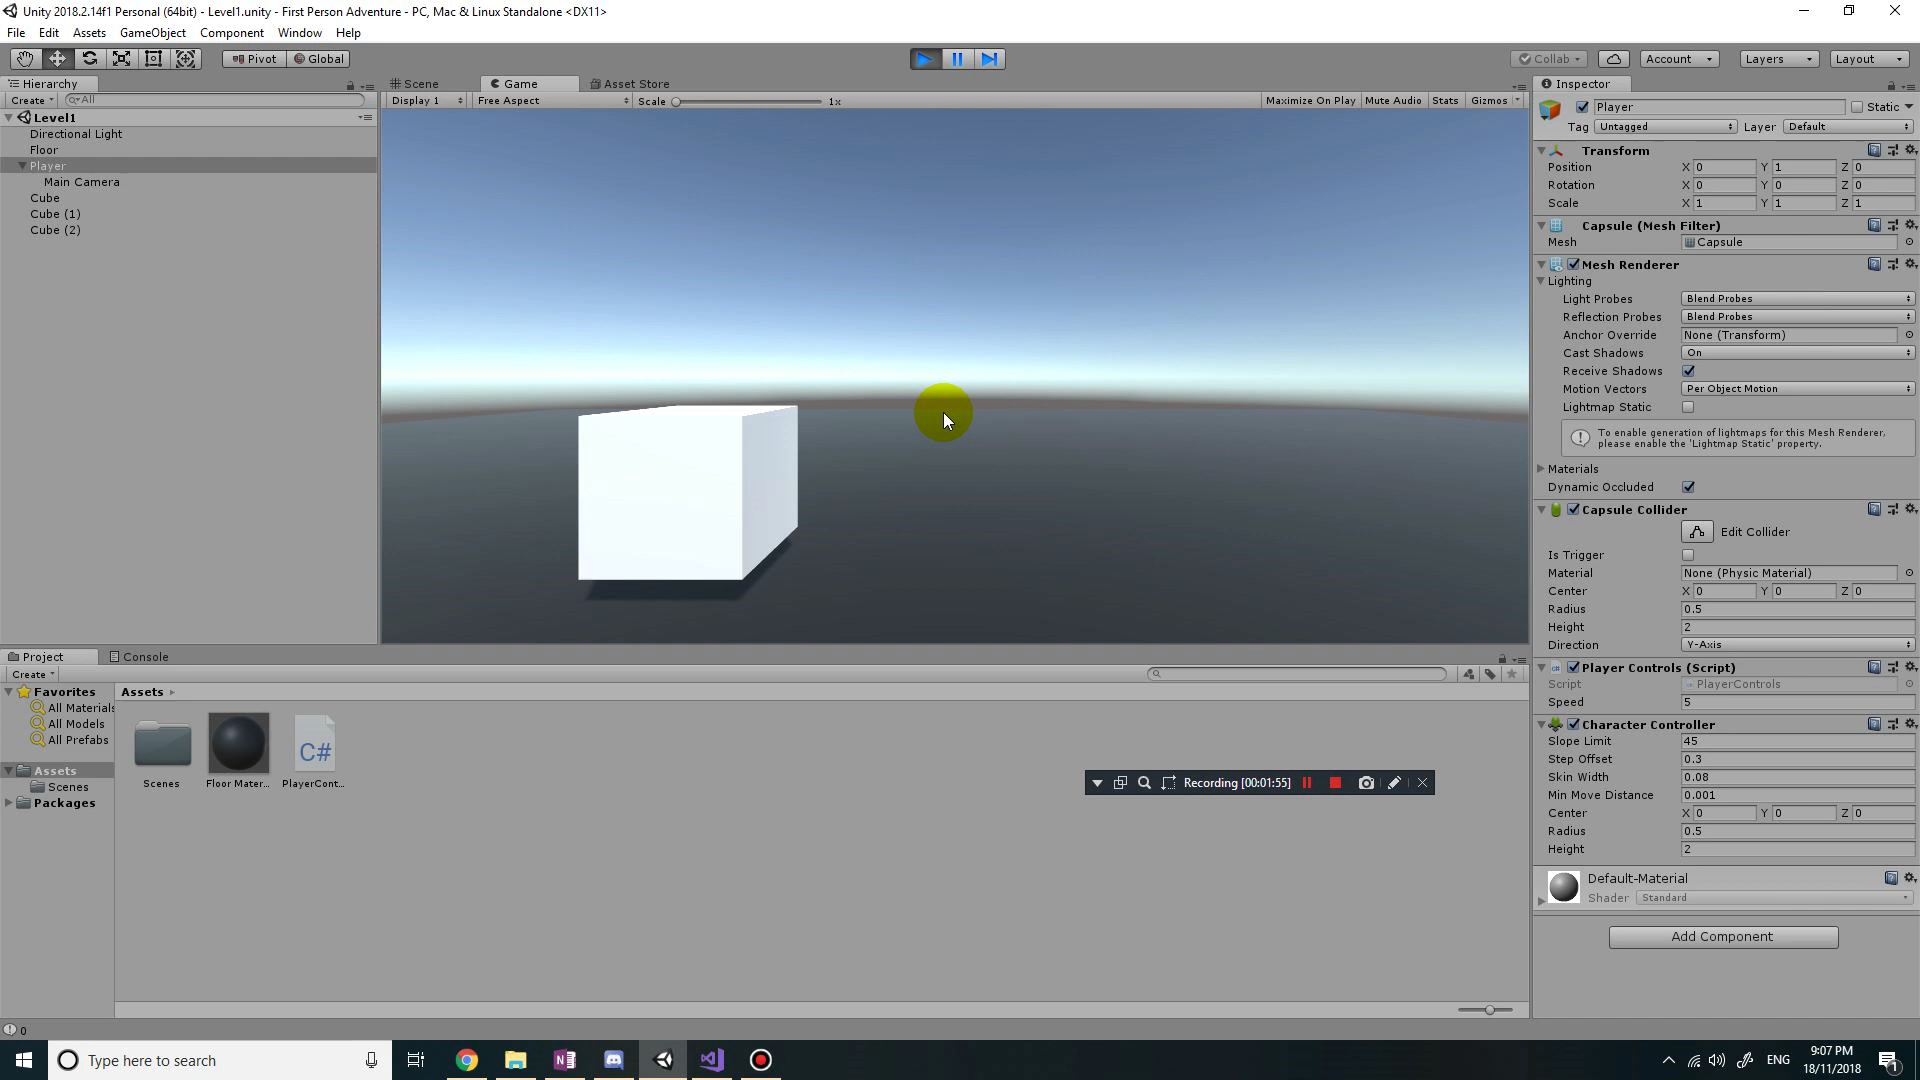 Unity 2018.2.14f1 Personal (64bit) - Level1.unity - First Person Adventure - PC, Mac & Linux Standalone <DX11>
File Edit Assets GameObject Component Window Help
Pivot Global Collab Account Layers Layout
Hierarchy
Create All
Level1
Directional Light
Floor
Player
Main Camera
Cube
Cube (1)
Cube (2)
Scene Game Asset Store
Display 1 Free Aspect Scale 1x Maximize On Play Mute Audio Stats Gizmos
Inspector
Player Static
Tag Untagged Layer Default
Transform
Position X 0 Y 1 Z 0
Rotation X 0 Y 0 Z 0
Scale X 1 Y 1 Z 1
Capsule (Mesh Filter)
Mesh Capsule
Mesh Renderer
Lighting
Light Probes Blend Probes
Reflection Probes Blend Probes
Anchor Override None (Transform)
Cast Shadows On
Receive Shadows
Motion Vectors Per Object Motion
Lightmap Static
To enable generation of lightmaps for this Mesh Renderer,
please enable the 'Lightmap Static' property.
Materials
Dynamic Occluded
Capsule Collider
Edit Collider
Is Trigger
Material None (Physic Material)
Center X 0 Y 0 Z 0
Radius 0.5
Height 2
Direction Y-Axis
Player Controls (Script)
Script PlayerControls
Speed 5
Character Controller
Slope Limit 45
Step Offset 0.3
Skin Width 0.08
Min Move Distance 0.001
Center X 0 Y 0 Z 0
Radius 0.5
Height 2
Default-Material
Shader Standard
Add Component
Project Console
Create
Favorites
All Materials
All Models
All Prefabs
Assets
Scenes
Packages
Assets
C#
Scenes Floor Mater... PlayerCont...
Recording [00:01:55]
0
Type here to search
ENG
9:07 PM
18/11/2018
1